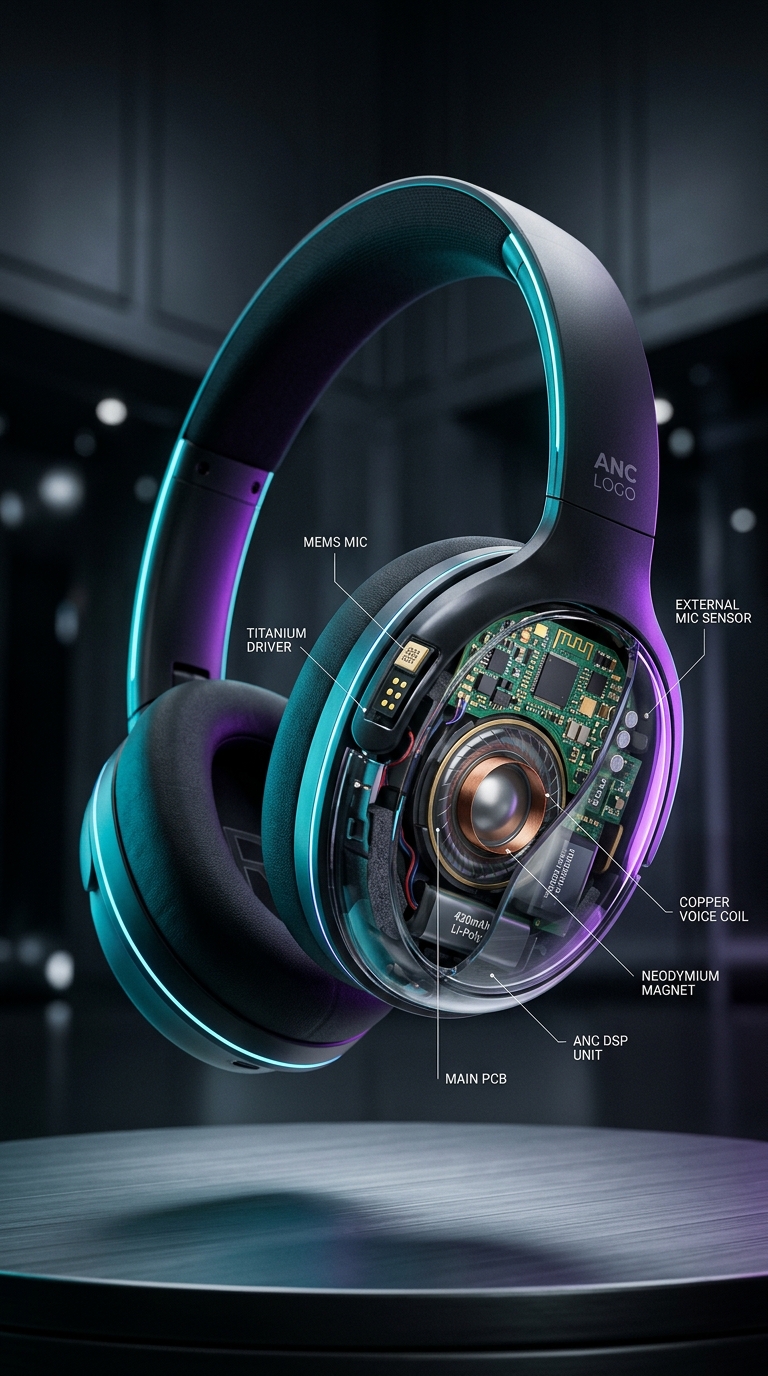 ANC
LOGO
MEMS MIC
EXTERNAL
MIC SENSOR
TITANIUM
DRIVER
420mAh
Li-Poly
COPPER
VOICE COIL
NEODYMIUM
MAGNET
ANC DSP
UNIT
MAIN PCB